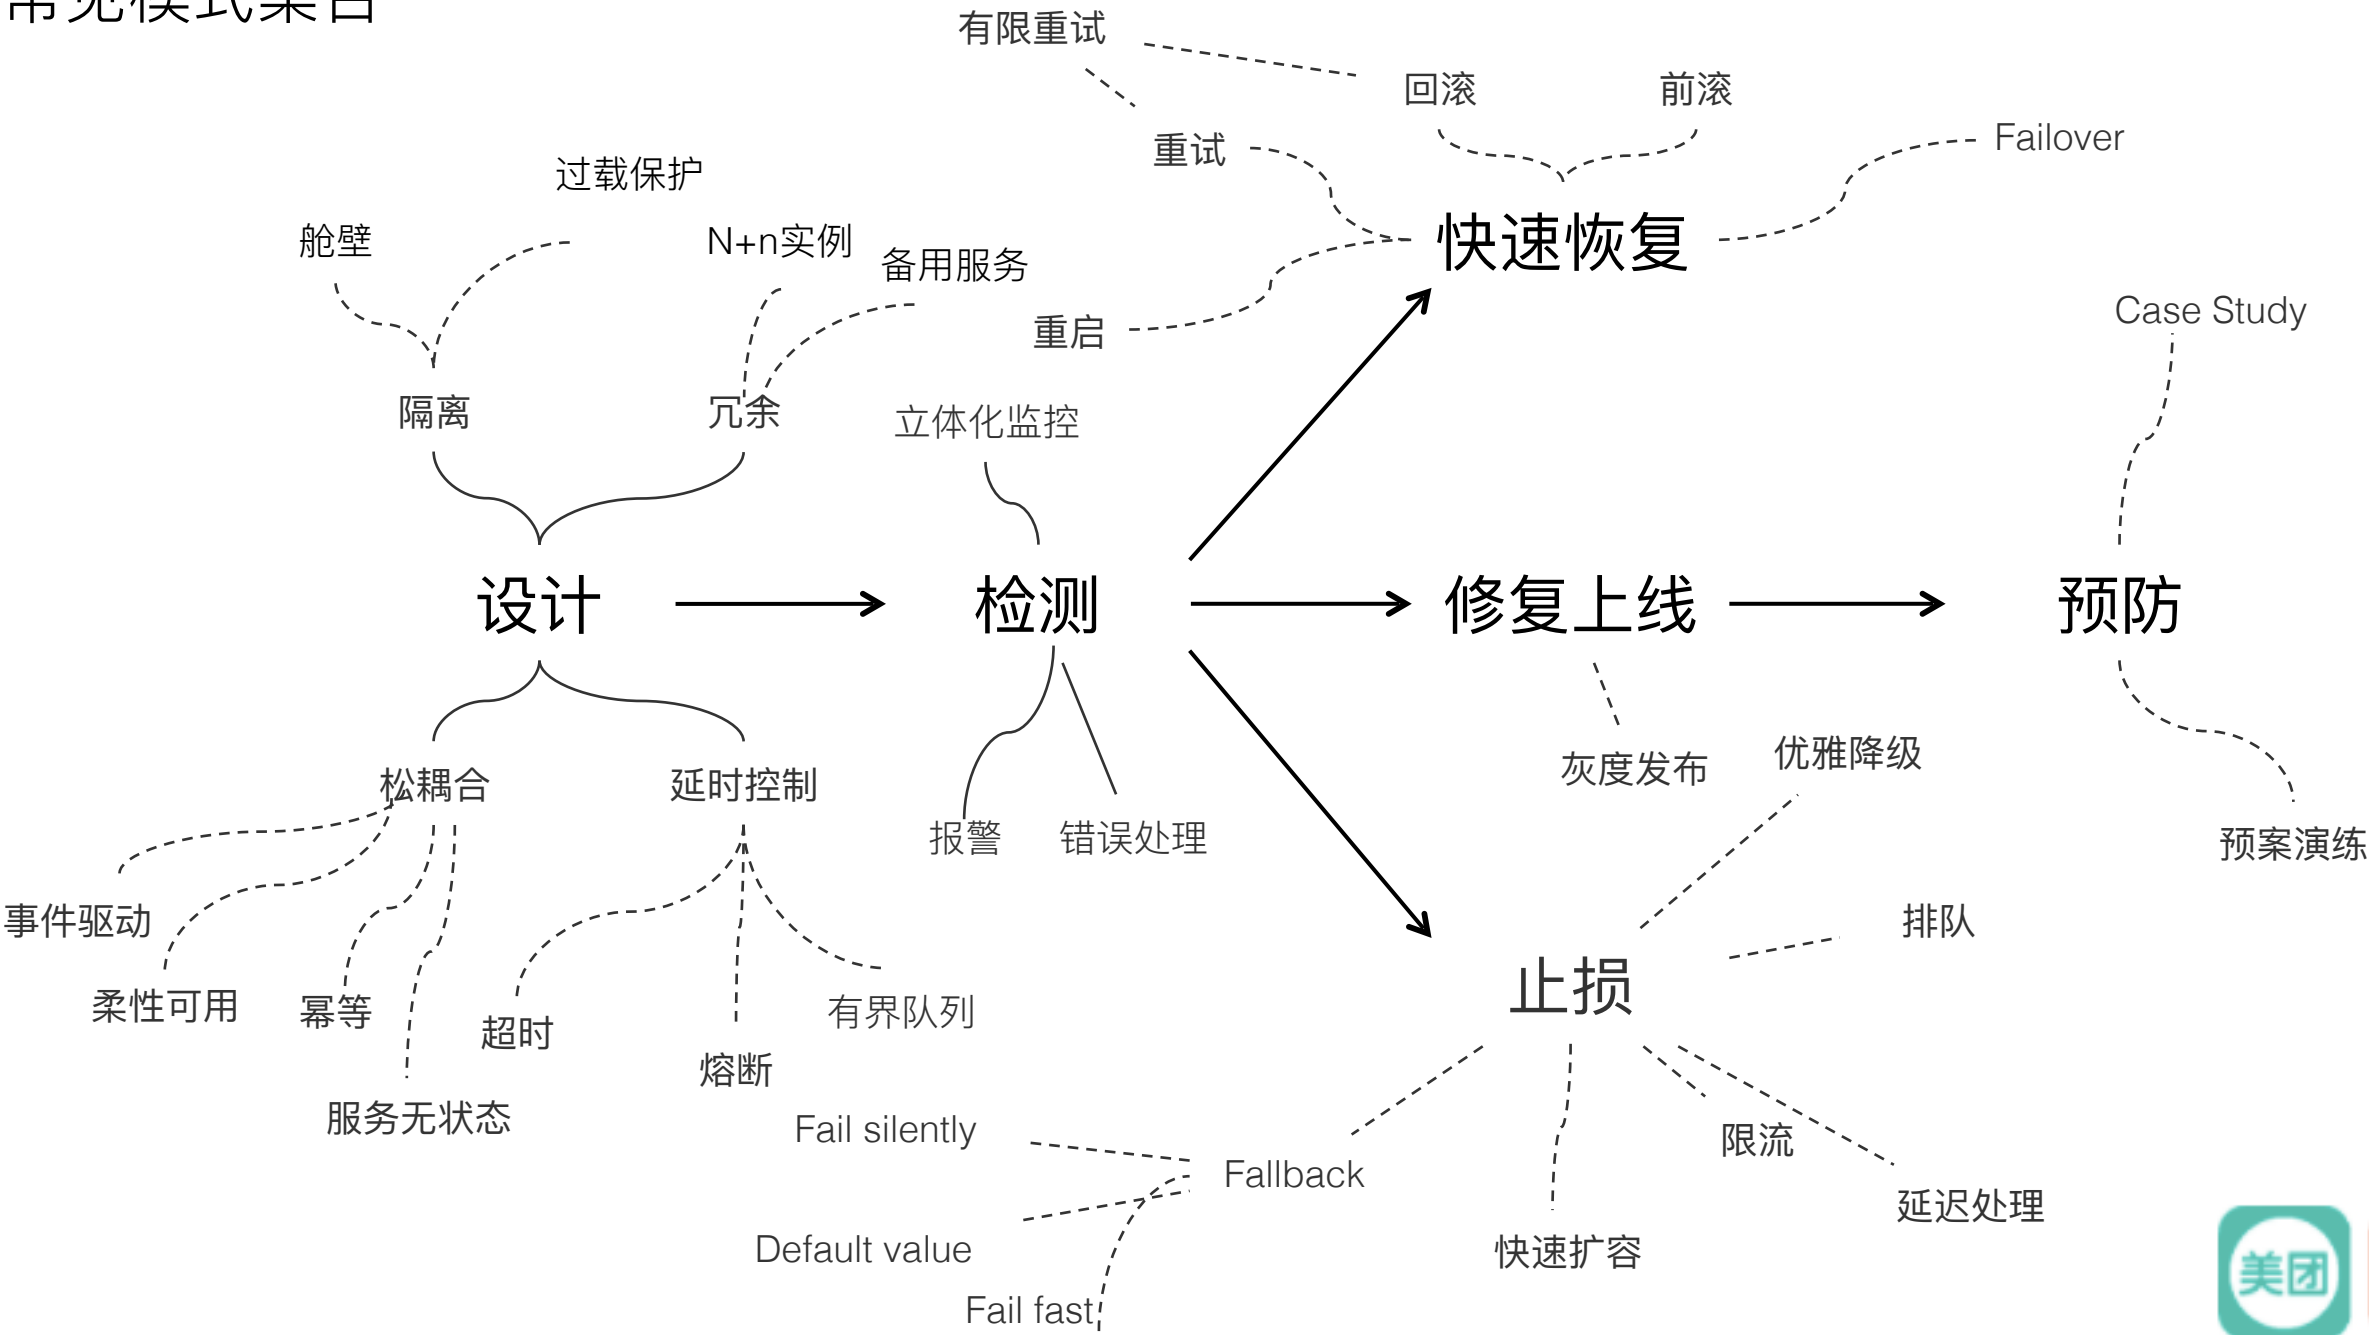 常见模式集合
有限重试
回滚
前滚
Failover
重试
过载保护
舱壁
N+n实例
备用服务
快速恢复
重启
Case Study
隔离
冗余
立体化监控
设计
检测
修复上线
预防
松耦合
延时控制
报警
错误处理
灰度发布
优雅降级
预案演练
事件驱动
排队
柔性可用
幂等
超时
有界队列
止损
熔断
服务无状态
Fail silently
Fallback
限流
延迟处理
Default value
快速扩容
Fail fast
美团